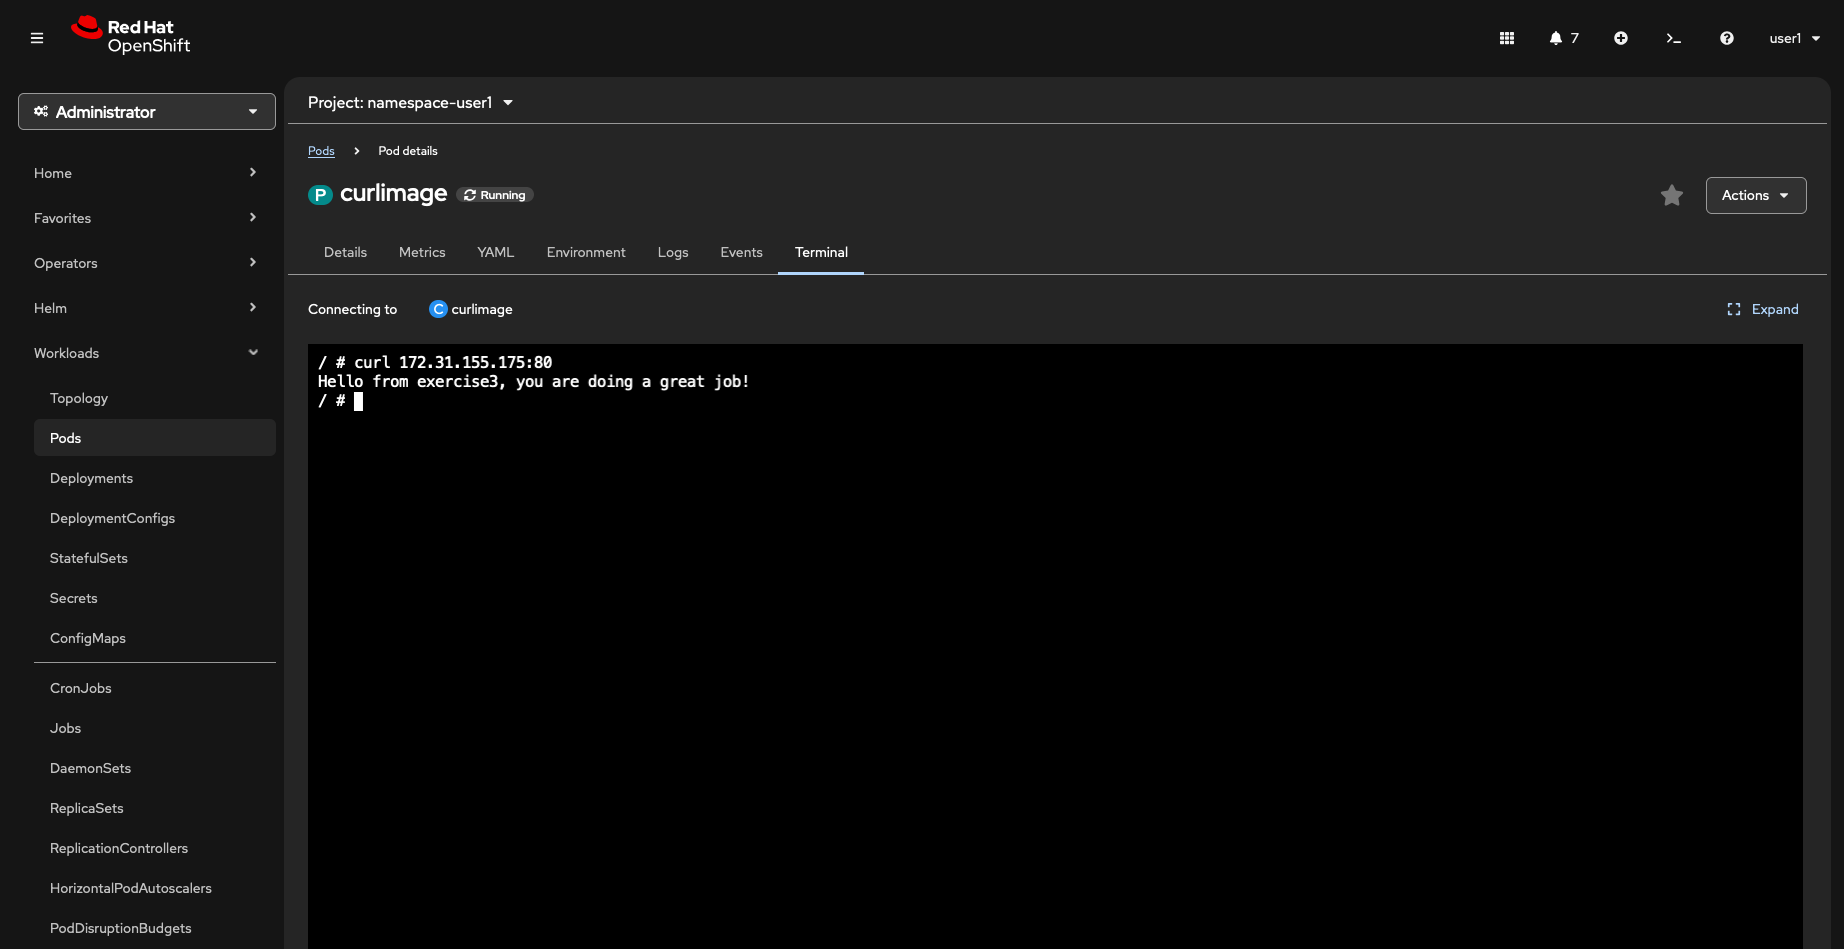 Red Hat
OpenShift
7
user1
Administrator
Home
Favorites
Operators
Helm
Workloads
Topology
Pods
Deployments
DeploymentConfigs
StatefulSets
Secrets
ConfigMaps
CronJobs
Jobs
DaemonSets
ReplicaSets
ReplicationControllers
HorizontalPodAutoscalers
PodDisruptionBudgets
Project: namespace-user1
Pods > Pod details
P curlimage Running
Actions
Details Metrics YAML Environment Logs Events Terminal
Connecting to C curlimage
Expand
/ # curl 172.31.155.175:80
Hello from exercise3, you are doing a great job!
/ #